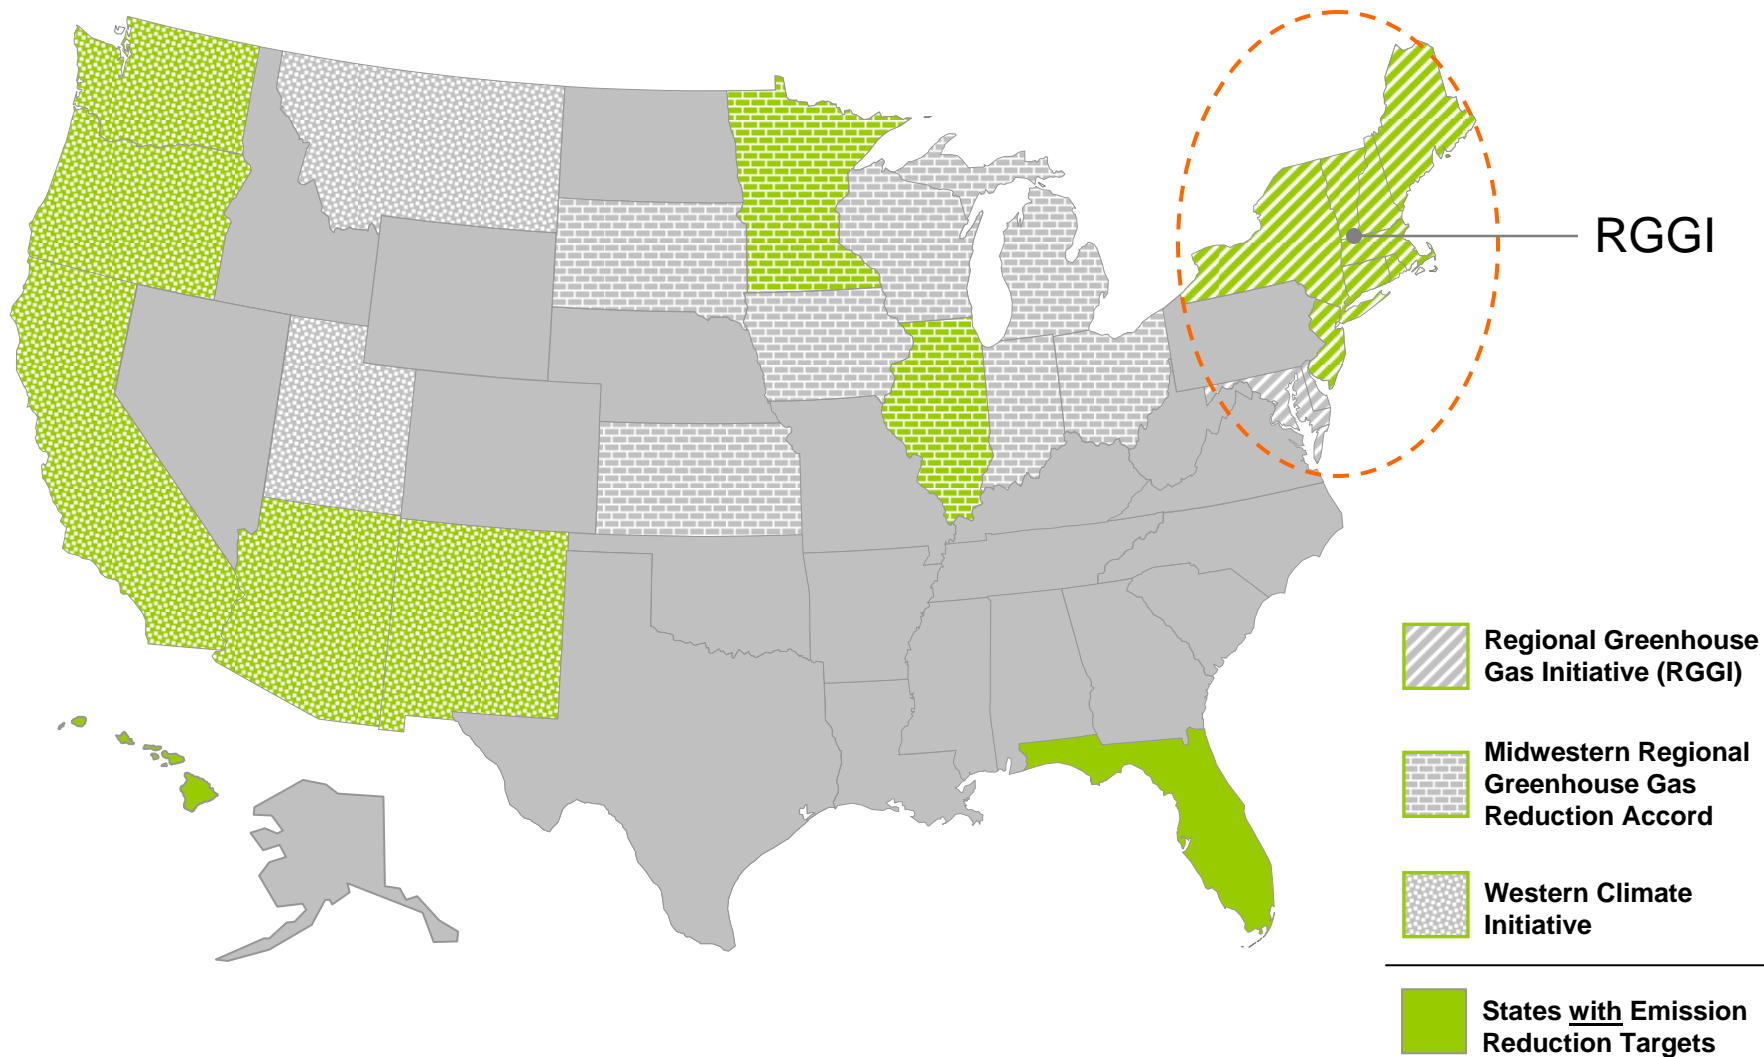 RGGI
Regional Greenhouse
Gas Initiative (RGGI)
Midwestern Regional
Greenhouse Gas
Reduction Accord
Western Climate
Initiative
States with Emission
Reduction Targets